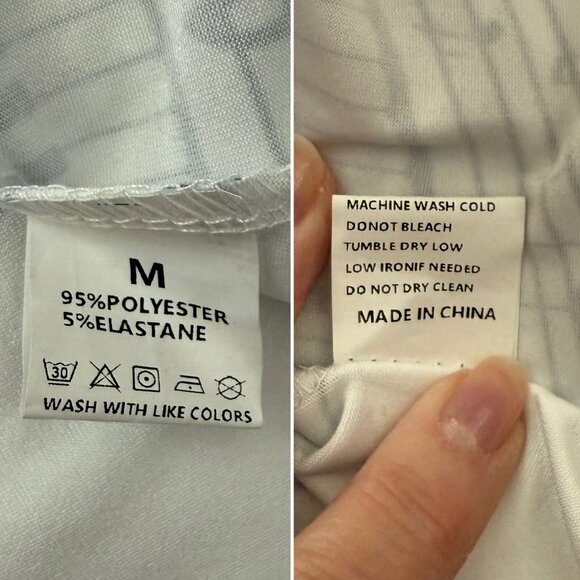 M
95%POLYESTER
5%ELASTANE
30
WASH WITH LIKE COLORS
MACHINE WASH COLD
DONOT BLEACH
TUMBLE DRY LOW
LOW IRONIF NEEDED
DO NOT DRY CLEAN
MADE IN CHINA